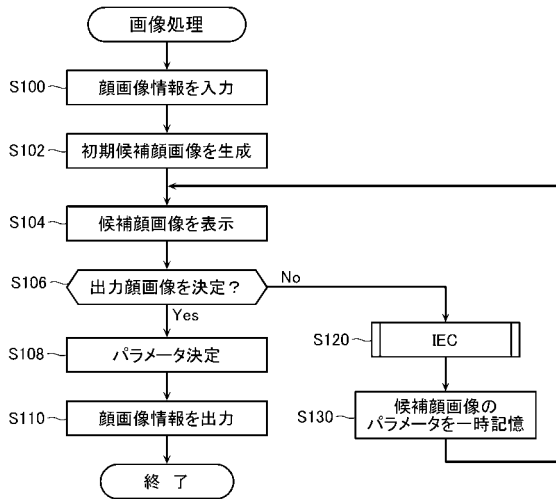 画像処理
S100
顔画像情報を入力
S102
初期候補顔画像を生成
S104
候補顔画像を表示
S106
出力顔画像を決定?
No
Yes
S108
パラメータ決定
S110
顔画像情報を出力
終 了
S120
IEC
S130
候補顔画像の
パラメータを一時記憶